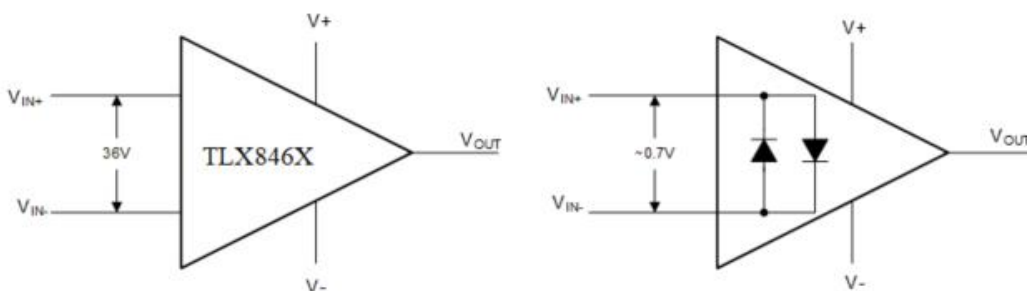 V+
VIN+
36V
TLX846X
VOUT
VIN-
V-
V+
VIN+
~0.7V
VOUT
VIN-
V-